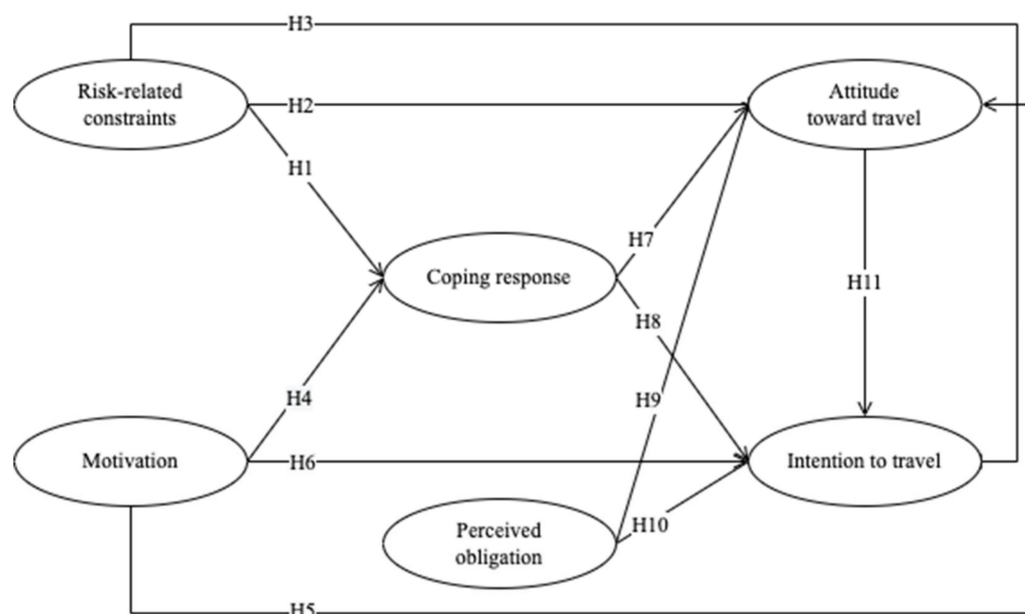 H3
Risk-related
constraints
H2
Attitude
toward travel
H1
H7
Coping response
H11
H8
H4
H9
Motivation
H6
Intention to travel
H10
Perceived
obligation
H5